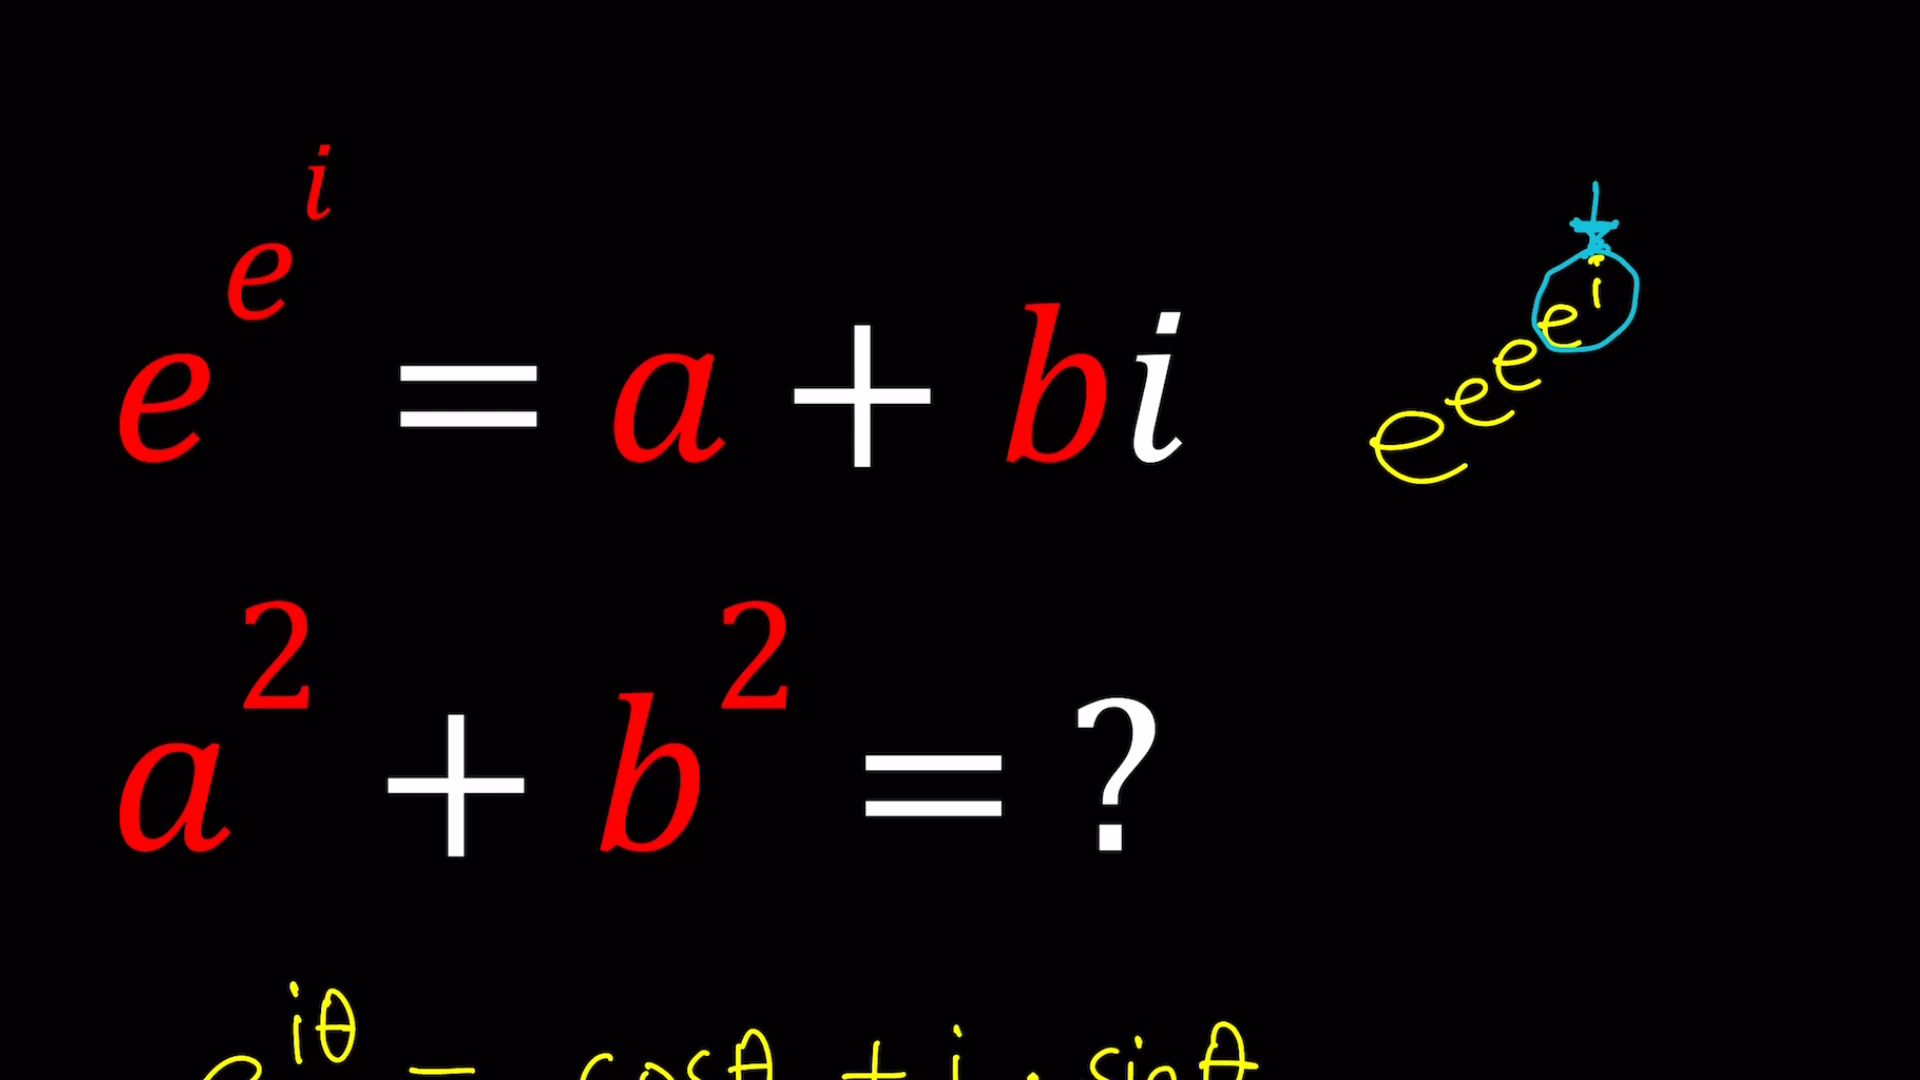 e^{e^i} = a + bi
e^{e^{e^{e^i}}}
a² + b² = ?
e^{iθ} = cosθ + i · sinθ